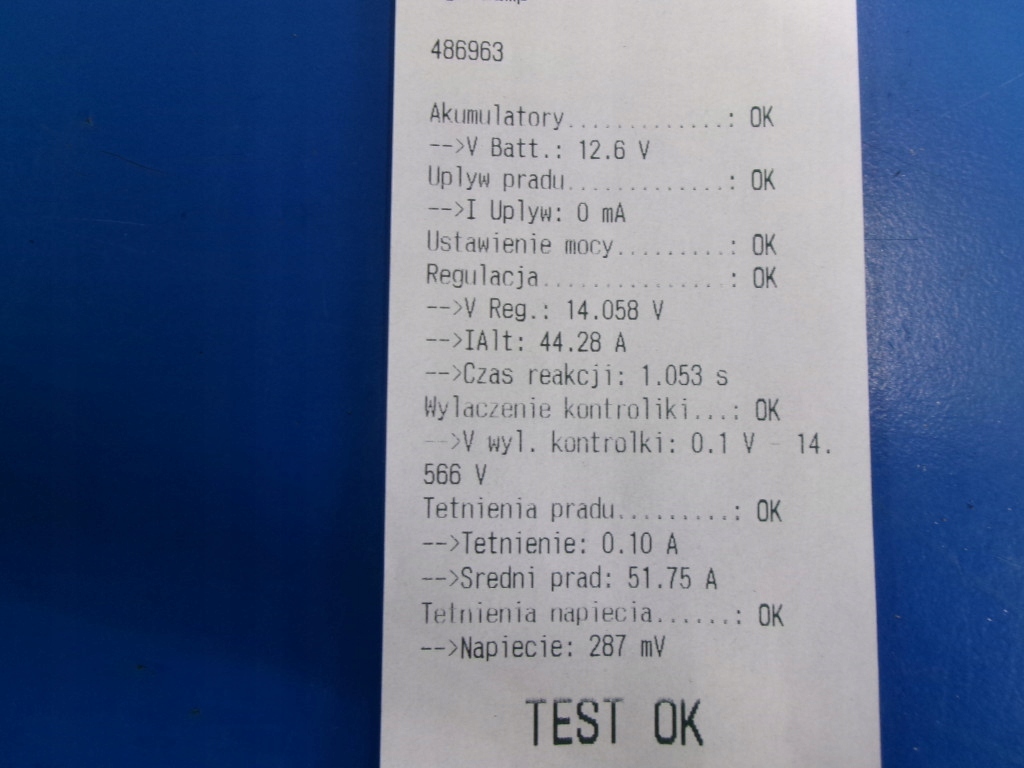 486963
Akumulatory.............: OK
-->V Batt.: 12.6 V
Uplyw pradu.............: OK
-->I Uplyw: 0 mA
Ustawienie mocy.........: OK
Regulacja...............: OK
-->V Reg.: 14.058 V
-->IAlt: 44.28 A
-->Czas reakcji: 1.053 s
Wylaczenie kontroliki...: OK
-->V wyl. kontrolki: 0.1 V - 14.
566 V
Tetnienia pradu.........: OK
-->Tetnienie: 0.10 A
-->Sredni prad: 51.75 A
Tetnienia napiecia......: OK
-->Napiecie: 287 mV
TEST OK